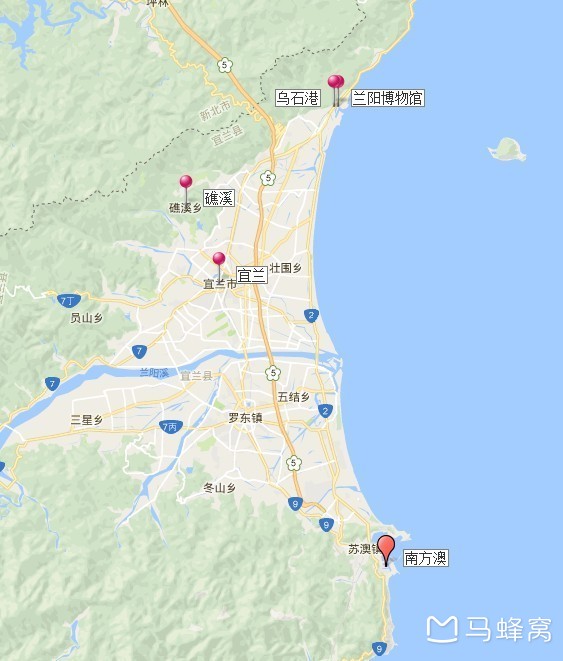 坪林
5
乌石港
兰阳博物馆
新北市
宜兰县
5
礁溪
礁溪乡
宜兰
壮围乡
宜兰市
7丁
员山乡
2
7
兰阳溪
宜兰县
5
7
五结乡
2
三星乡
罗东镇
7丙
5
冬山乡
9
9
苏澳镇
南方澳
9
马蜂窝